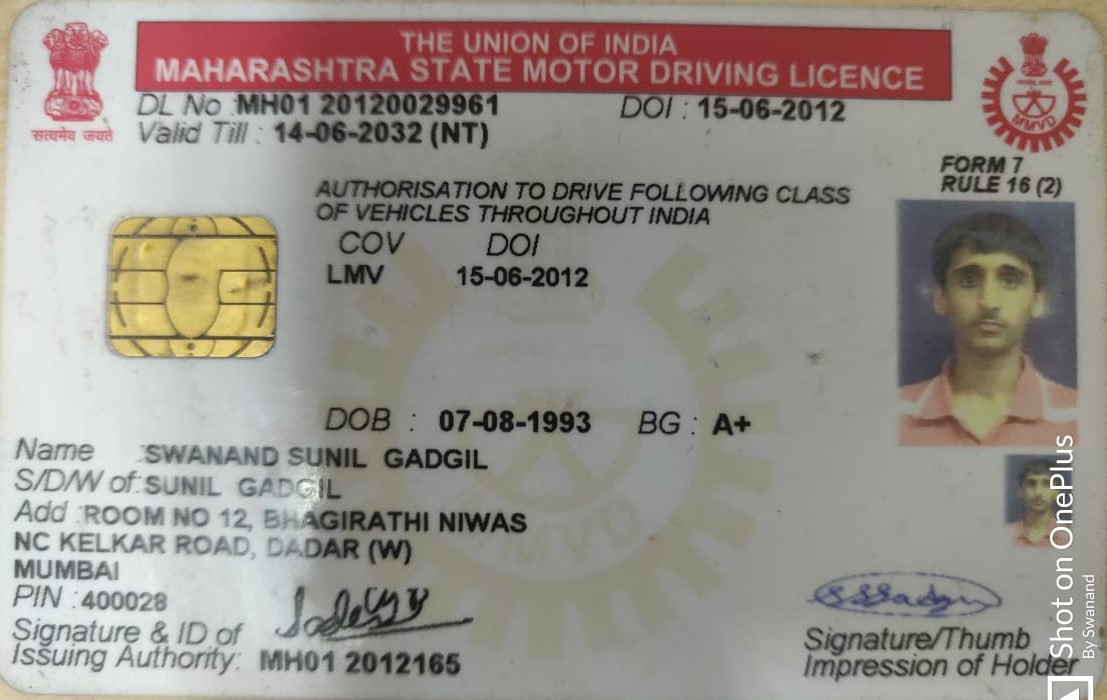 THE UNION OF INDIA
MAHARASHTRA STATE MOTOR DRIVING LICENCE
सत्यमेव जयते
DL No : MH01 20120029961 DOI : 15-06-2012
Valid Till : 14-06-2032 (NT)
MMVD
FORM 7
RULE 16 (2)
AUTHORISATION TO DRIVE FOLLOWING CLASS
OF VEHICLES THROUGHOUT INDIA
COV DOI
LMV 15-06-2012
DOB : 07-08-1993 BG : A+
Name SWANAND SUNIL GADGIL
S/D/W of : SUNIL GADGIL
Add : ROOM NO 12, BHAGIRATHI NIWAS
NC KELKAR ROAD, DADAR (W)
MUMBAI
PIN : 400028
Signature & ID of
Issuing Authority: MH01 2012165
Signature/Thumb
Impression of Holder
Shot on OnePlus
By Swanand